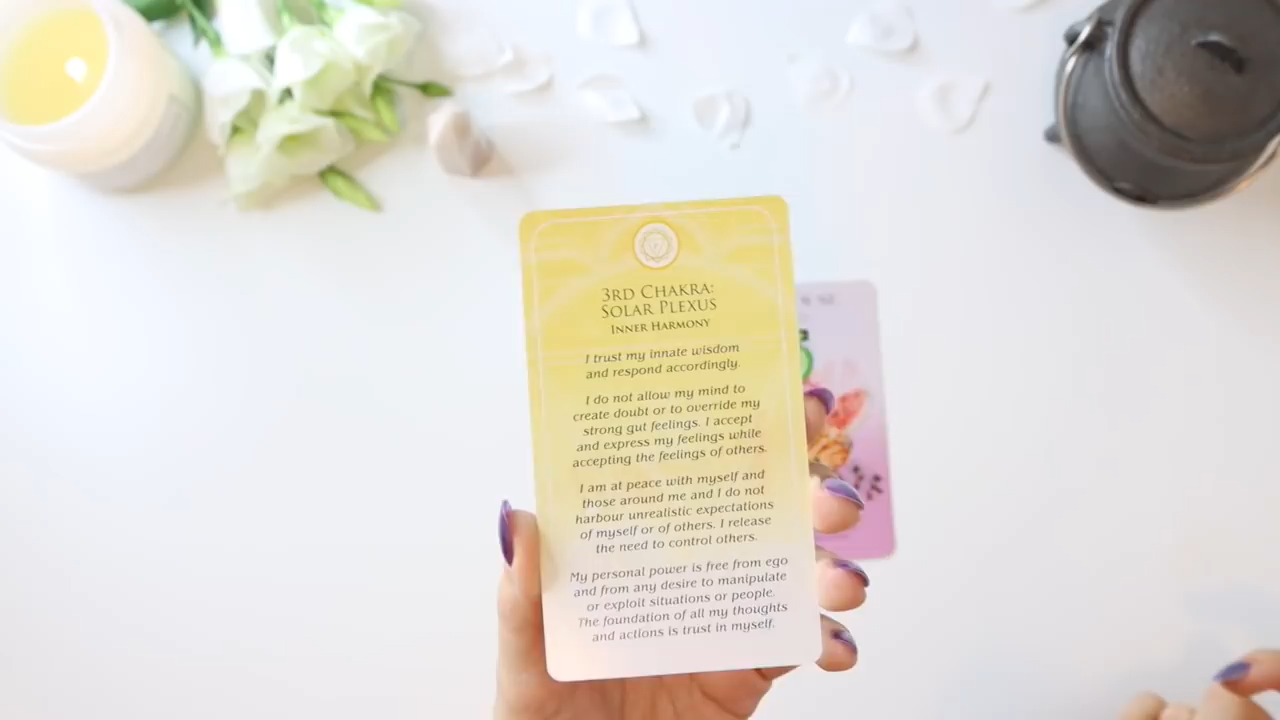 3RD CHAKRA:
SOLAR PLEXUS
INNER HARMONY
I trust my innate wisdom
and respond accordingly.
I do not allow my mind to
create doubt or to override my
strong gut feelings. I accept
and express my feelings while
accepting the feelings of others.
I am at peace with myself and
those around me and I do not
harbour unrealistic expectations
of myself or of others. I release
the need to control others.
My personal power is free from ego
and from any desire to manipulate
or exploit situations or people.
The foundation of all my thoughts
and actions is trust in myself.